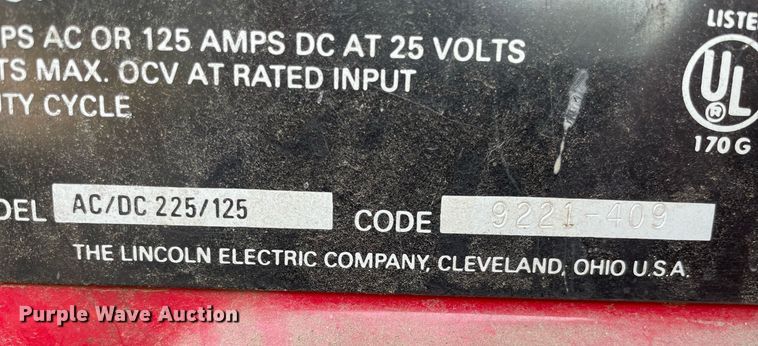 LISTE
PS AC OR 125 AMPS DC AT 25 VOLTS
TS MAX. OCV AT RATED INPUT
UTY CYCLE
UL
®
170 G
DEL AC/DC 225/125 CODE 9221-409
THE LINCOLN ELECTRIC COMPANY, CLEVELAND, OHIO U.S.A.
Purple Wave Auction